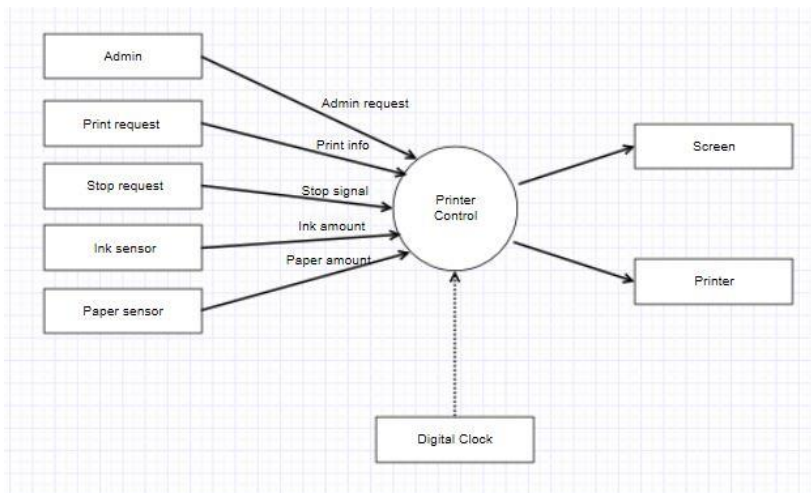 Admin
Admin request
Print request
Print info
Screen
Stop request
Stop signal
Printer
Control
Ink sensor
Ink amount
Paper amount
Printer
Paper sensor
Digital Clock